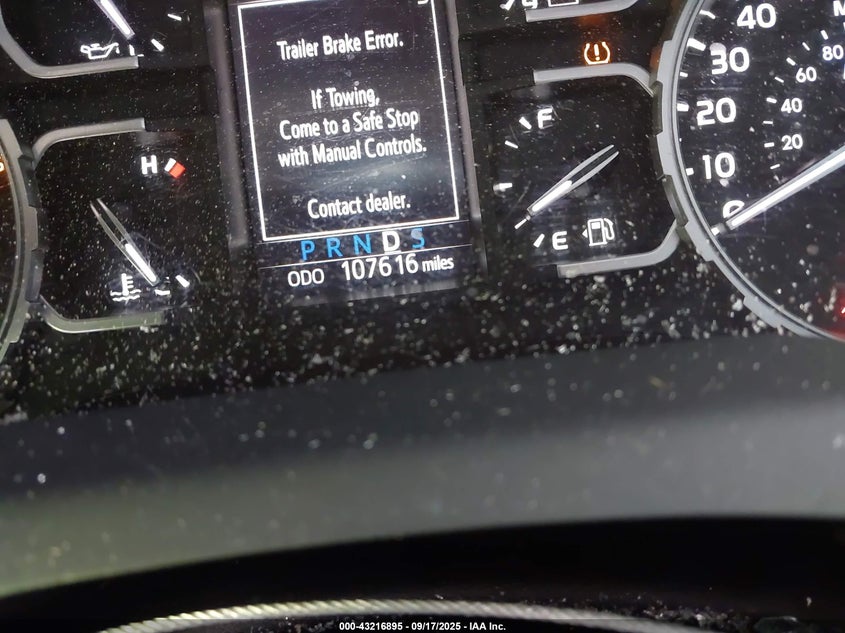 Trailer Brake Error.
If Towing,
Come to a Safe Stop
with Manual Controls.
Contact dealer.
P R N D S
ODO 107616 miles
H
F
E
40
30
20
10
0
80
60
40
20
000-43216895 - 09/17/2025 - IAA Inc.